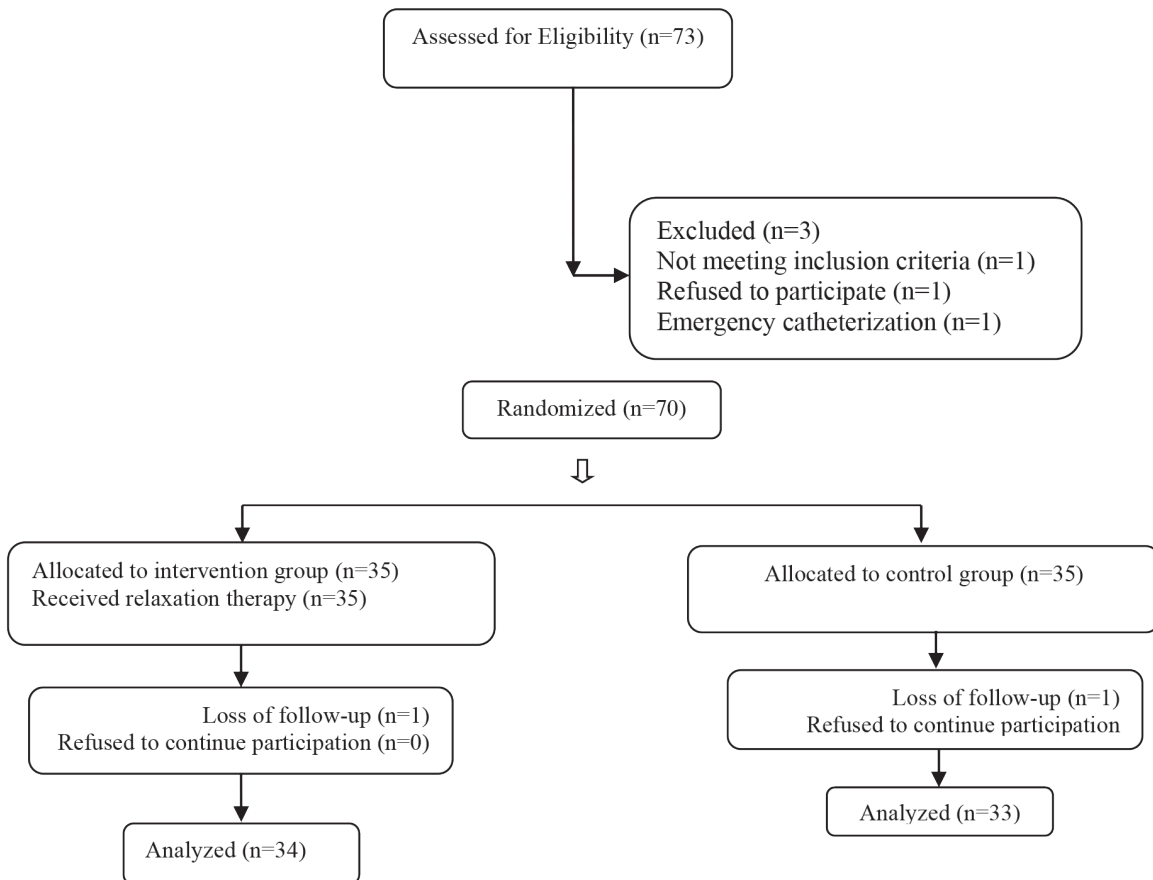 Assessed for Eligibility (n=73)
Excluded (n=3)
Not meeting inclusion criteria (n=1)
Refused to participate (n=1)
Emergency catheterization (n=1)
Randomized (n=70)
Allocated to intervention group (n=35)
Received relaxation therapy (n=35)
Allocated to control group (n=35)
Loss of follow-up (n=1)
Refused to continue participation (n=0)
Loss of follow-up (n=1)
Refused to continue participation
Analyzed (n=34)
Analyzed (n=33)